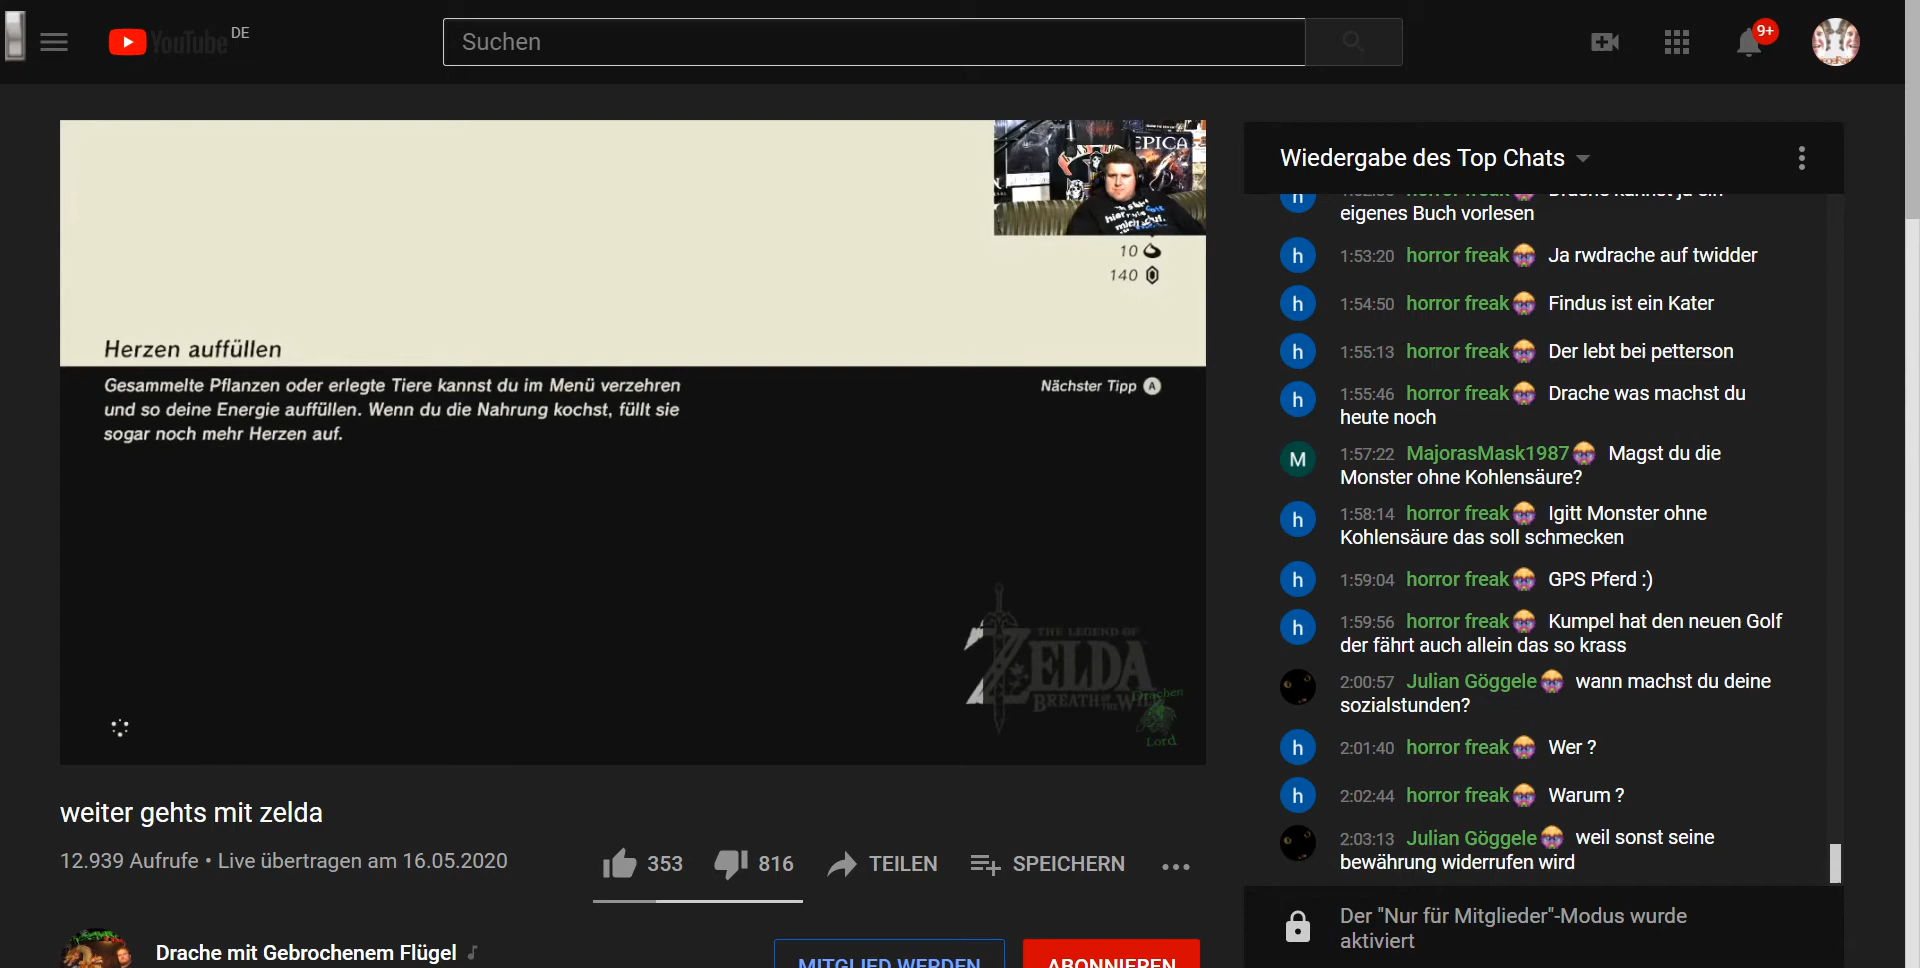 YouTube DE
Suchen
9+
EPICA
10
140
Herzen auffüllen
Gesammelte Pflanzen oder erlegte Tiere kannst du im Menü verzehren
und so deine Energie auffüllen. Wenn du die Nahrung kochst, füllt sie
sogar noch mehr Herzen auf.
Nächster Tipp A
THE LEGEND OF
ZELDA
BREATH OF THE WILD
Drachen
Lord
weiter gehts mit zelda
12.939 Aufrufe • Live übertragen am 16.05.2020
353
816
TEILEN
SPEICHERN
Drache mit Gebrochenem Flügel
MITGLIED WERDEN
ABONNIEREN
Wiedergabe des Top Chats
eigenes Buch vorlesen
h 1:53:20 horror freak Ja rwdrache auf twidder
h 1:54:50 horror freak Findus ist ein Kater
h 1:55:13 horror freak Der lebt bei petterson
h 1:55:46 horror freak Drache was machst du
heute noch
M 1:57:22 MajorasMask1987 Magst du die
Monster ohne Kohlensäure?
h 1:58:14 horror freak Igitt Monster ohne
Kohlensäure das soll schmecken
h 1:59:04 horror freak GPS Pferd :)
h 1:59:56 horror freak Kumpel hat den neuen Golf
der fährt auch allein das so krass
2:00:57 Julian Göggele wann machst du deine
sozialstunden?
h 2:01:40 horror freak Wer ?
h 2:02:44 horror freak Warum ?
2:03:13 Julian Göggele weil sonst seine
bewährung widerrufen wird
Der "Nur für Mitglieder"-Modus wurde
aktiviert